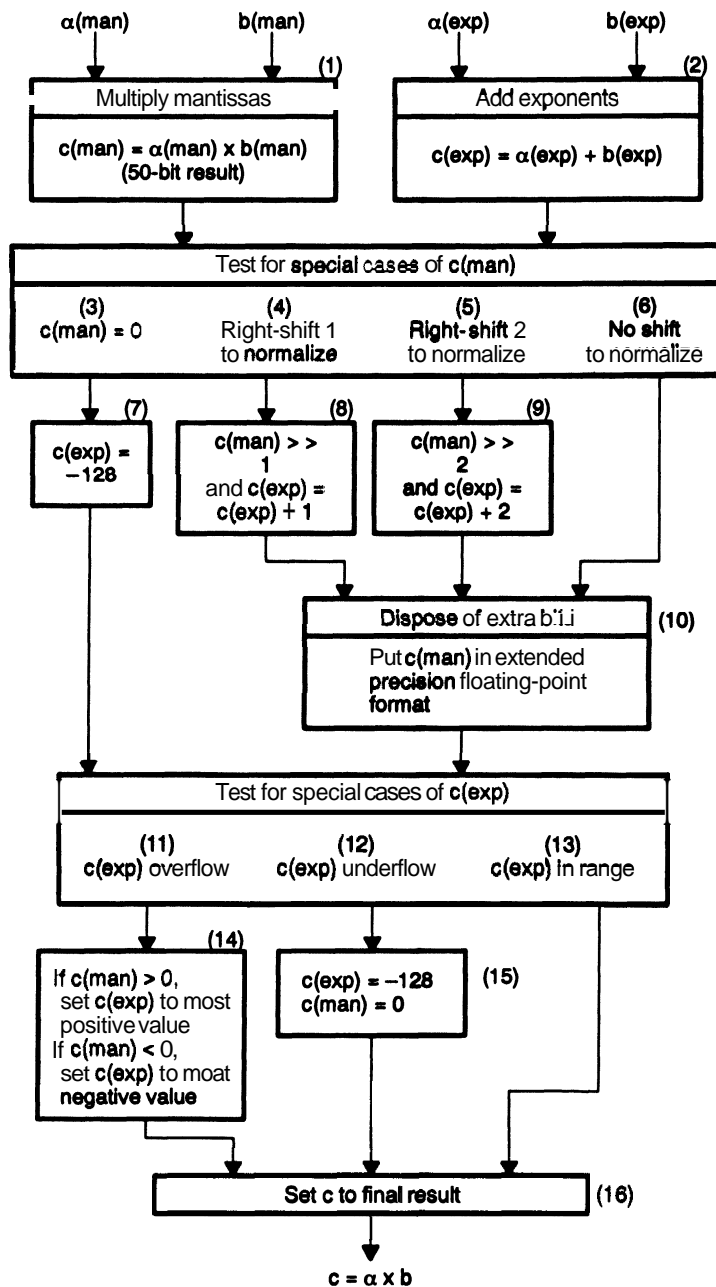 α(man) b(man) α(exp) b(exp)
(1) (2)
Multiply mantissas
c(man) = α(man) x b(man)
(50-bit result)
Add exponents
c(exp) = α(exp) + b(exp)
Test for special cases of c(man)
(3)
c(man) = 0
(4)
Right-shift 1
to normalize
(5)
Right-shift 2
to normalize
(6)
No shift
to normalize
(7)
c(exp) =
−128
(8)
c(man) > >
1
and c(exp) =
c(exp) + 1
(9)
c(man) > >
2
and c(exp) =
c(exp) + 2
Dispose of extra
(10)
Put c(man) in extended
precision floating-point
format
Test for special cases of c(exp)
(11)
c(exp) overflow
(12)
c(exp) underflow
(13)
c(exp) in range
(14)
If c(man) > 0,
set c(exp) to most
positive value
If c(man) < 0,
set c(exp) to moat
negative value
c(exp) = −128
c(man) = 0
(15)
Set c to final result
(16)
c = α x b